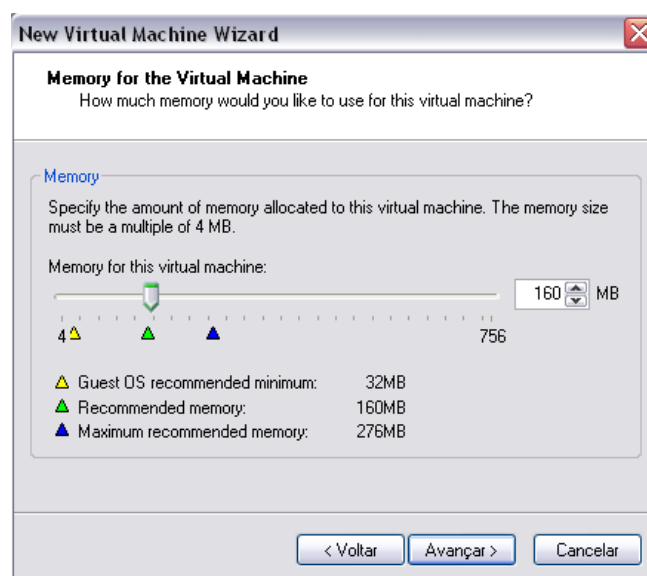 New Virtual Machine Wizard
Memory for the Virtual Machine
How much memory would you like to use for this virtual machine?
Memory
Specify the amount of memory allocated to this virtual machine. The memory size
must be a multiple of 4 MB.
Memory for this virtual machine:
160 MB
4 756
Guest OS recommended minimum: 32MB
Recommended memory: 160MB
Maximum recommended memory: 276MB
< Voltar Avançar > Cancelar